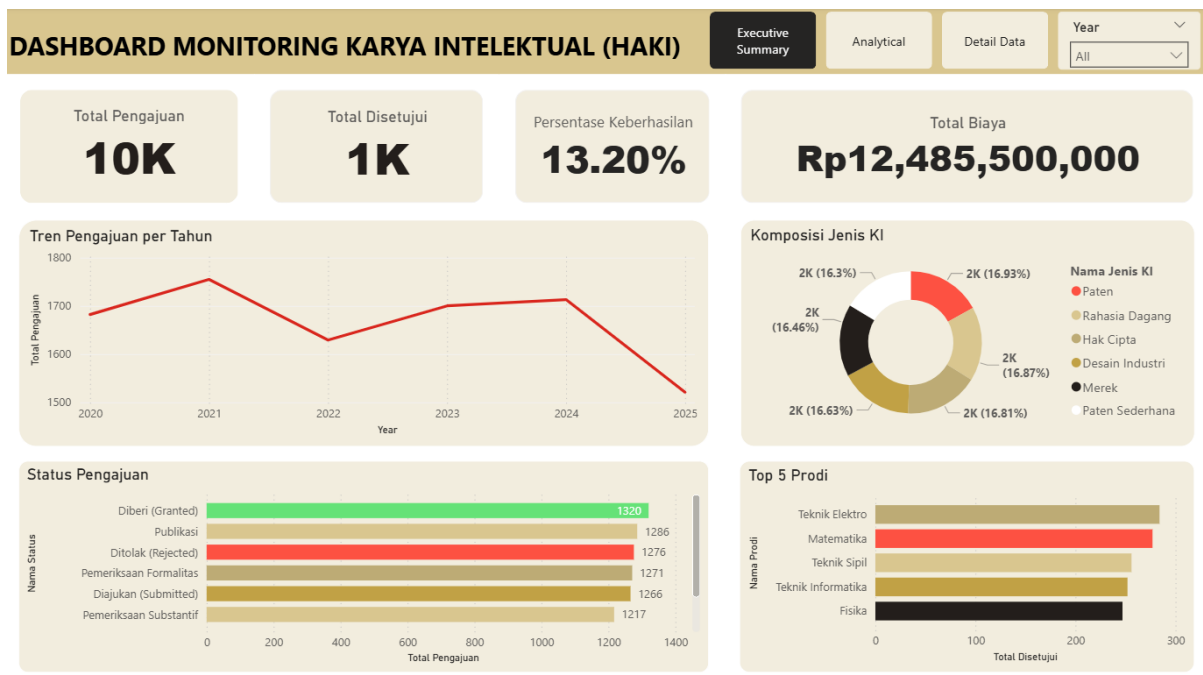 DASHBOARD MONITORING KARYA INTELEKTUAL (HAKI)
Executive
Summary
Analytical
Detail Data
Year
All
Total Pengajuan
10K
Total Disetujui
1K
Persentase Keberhasilan
13.20%
Total Biaya
Rp12,485,500,000
Tren Pengajuan per Tahun
Total Pengajuan
1800
1700
1600
1500
2020
2021
2022
2023
2024
2025
Year
Komposisi Jenis KI
2K (16.3%)
2K (16.93%)
2K
(16.46%)
2K
(16.87%)
2K (16.63%)
2K (16.81%)
Nama Jenis KI
Paten
Rahasia Dagang
Hak Cipta
Desain Industri
Merek
Paten Sederhana
Status Pengajuan
Nama Status
Diberi (Granted)
1320
Publikasi
1286
Ditolak (Rejected)
1276
Pemeriksaan Formalitas
1271
Diajukan (Submitted)
1266
Pemeriksaan Substantif
1217
0
200
400
600
800
1000
1200
1400
Total Pengajuan
Top 5 Prodi
Nama Prodi
Teknik Elektro
Matematika
Teknik Sipil
Teknik Informatika
Fisika
0
100
200
300
Total Disetujui